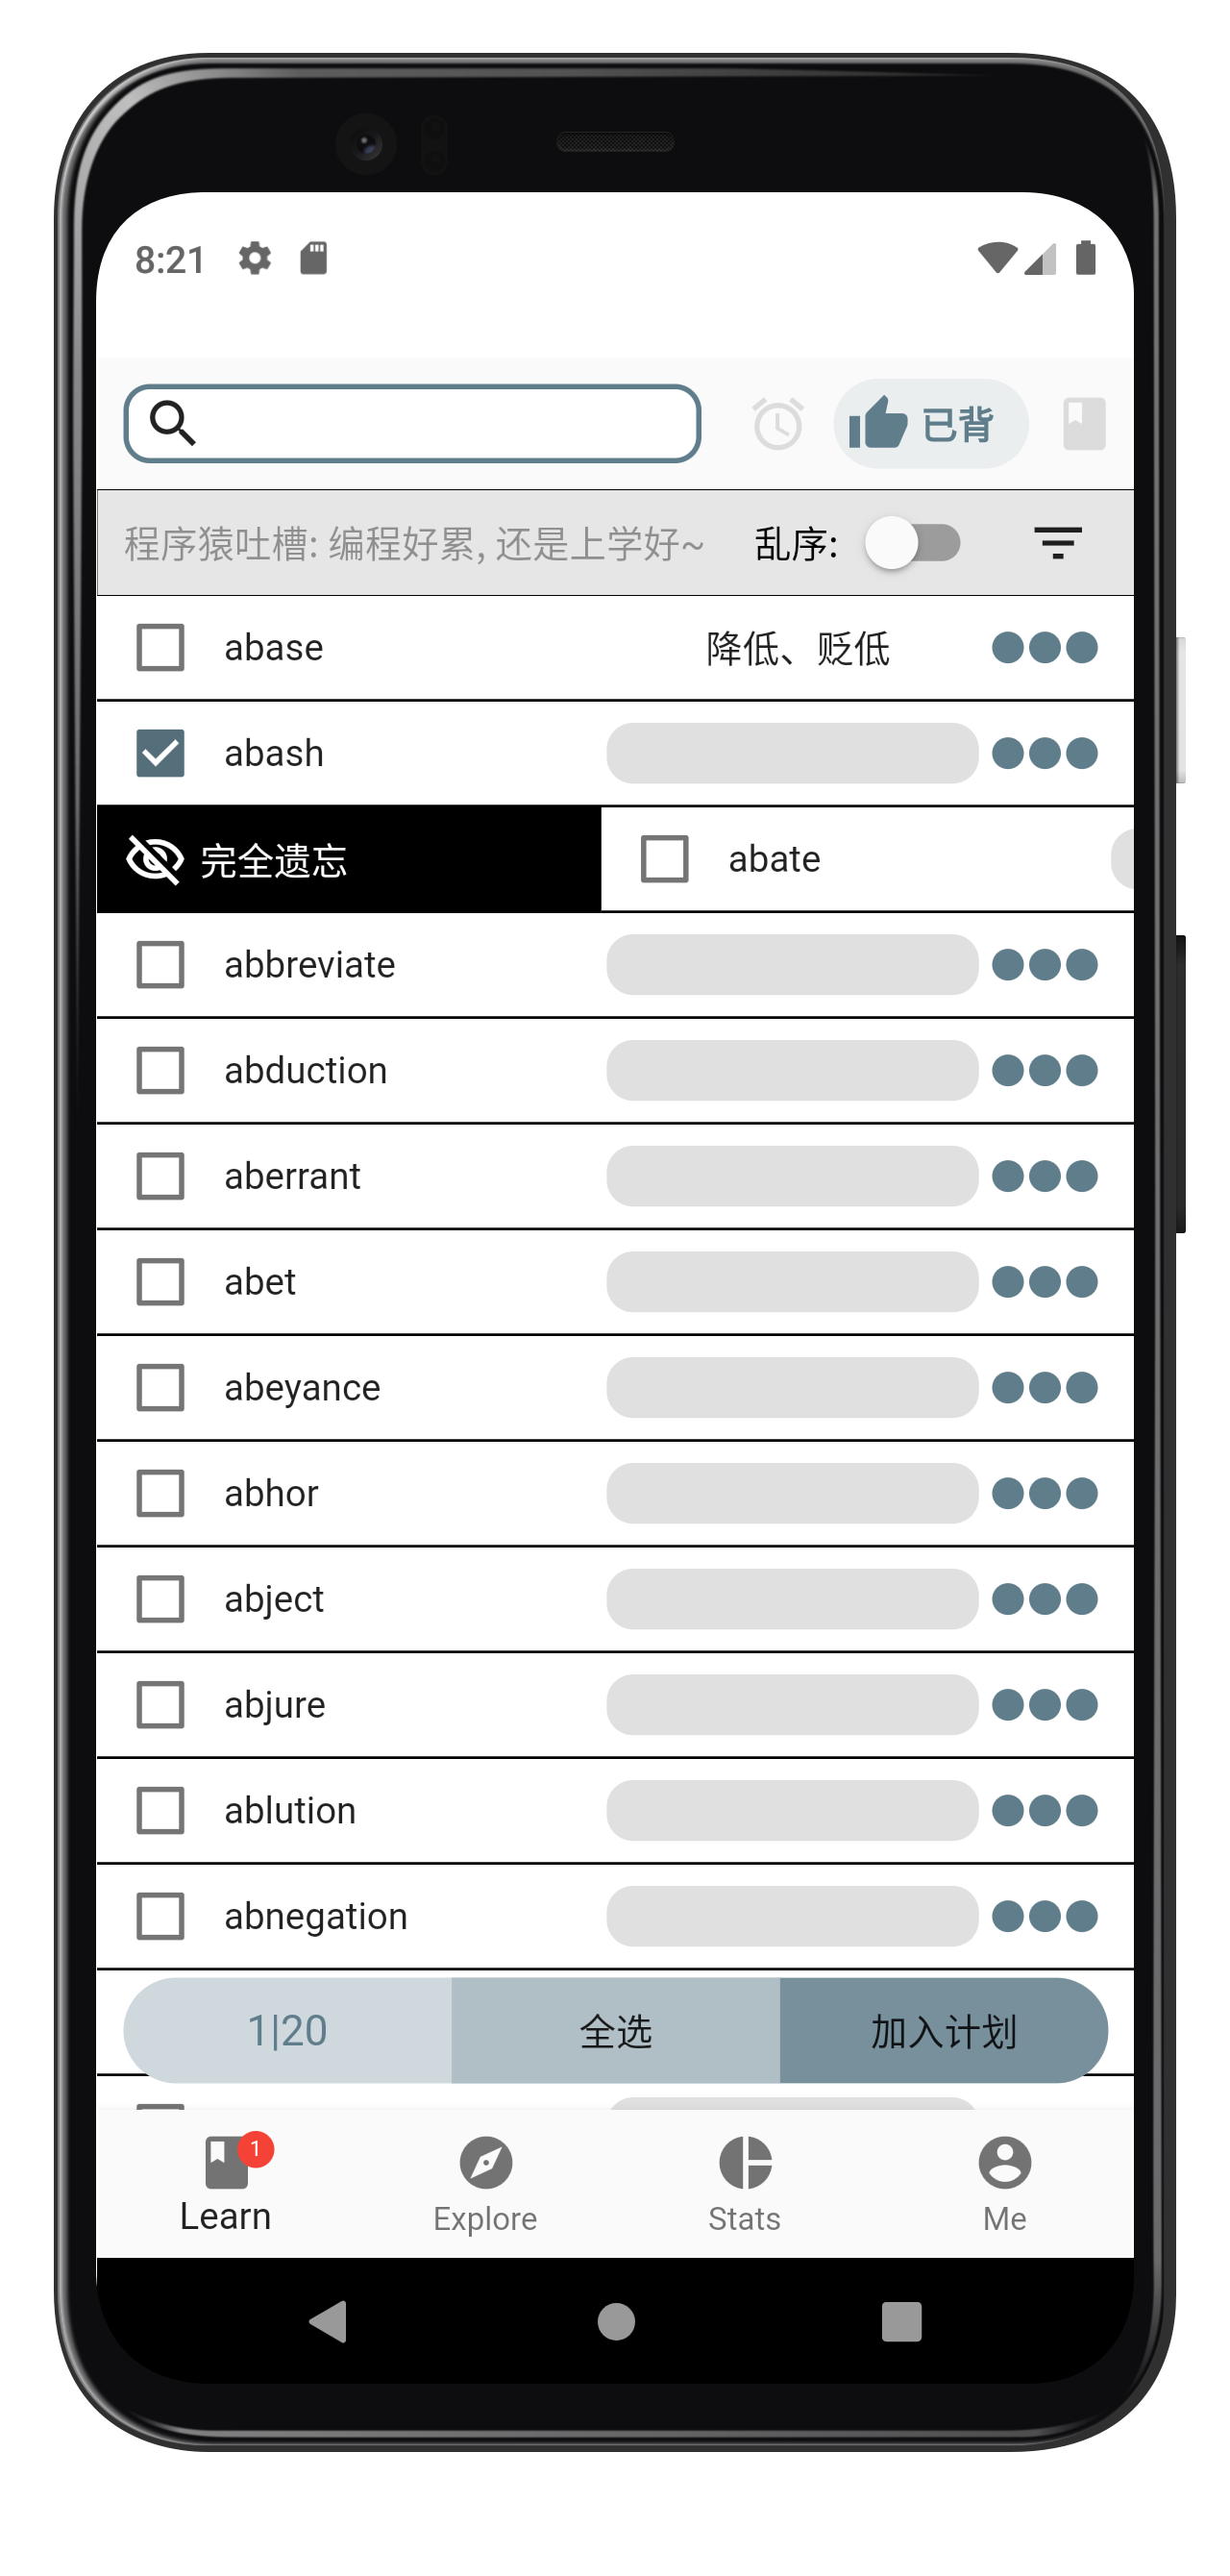 8:21
已背
程序猿吐槽: 编程好累, 还是上学好~ 乱序:
abase 降低、贬低
abash
完全遗忘 abate
abbreviate
abduction
aberrant
abet
abeyance
abhor
abject
abjure
ablution
abnegation
1|20 全选 加入计划
1
Learn Explore Stats Me